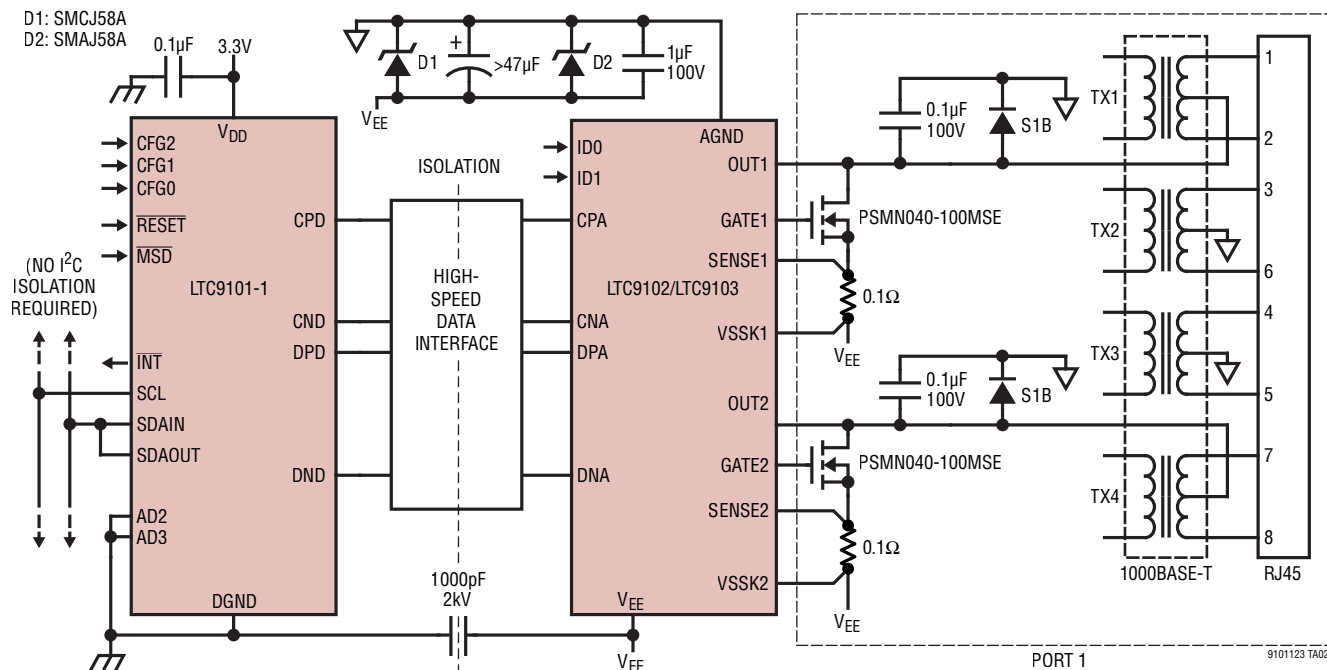 D1: SMCJ58A
D2: SMAJ58A
0.1µF
3.3V
D1
+
>47µF
D2
1µF
100V
VEE
VDD
CFG2
CFG1
CFG0
RESET
MSD
(NO I2C
ISOLATION
REQUIRED)
INT
SCL
SDAIN
SDAOUT
AD2
AD3
DGND
LTC9101-1
CPD
CND
DPD
DND
ISOLATION
HIGH-
SPEED
DATA
INTERFACE
1000pF
2kV
ID0
ID1
CPA
CNA
DPA
DNA
LTC9102/LTC9103
AGND
OUT1
GATE1
SENSE1
VSSK1
OUT2
GATE2
SENSE2
VSSK2
VEE
VEE
0.1µF
100V
S1B
PSMN040-100MSE
0.1Ω
VEE
0.1µF
100V
S1B
PSMN040-100MSE
0.1Ω
VEE
TX1
TX2
TX3
TX4
1
2
3
6
4
5
7
8
1000BASE-T
RJ45
PORT 1
9101123 TA02